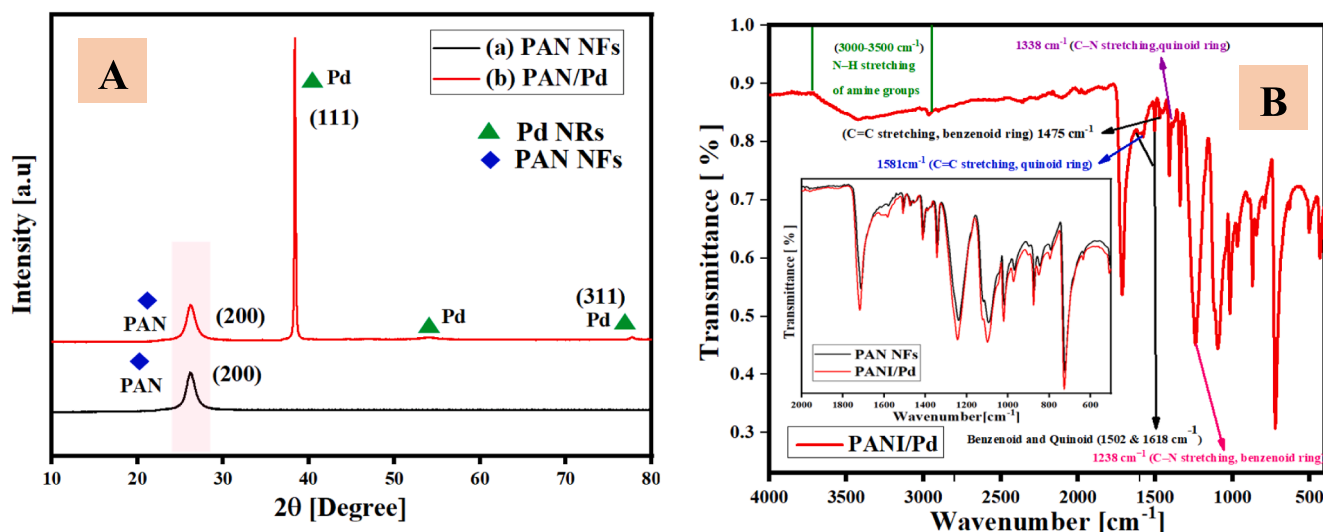 A
(a) PAN NFs
(b) PAN/Pd
Pd
(111)
Pd NRs
PAN NFs
(311)
Pd
Pd
PAN
(200)
PAN
(200)
Intensity [a.u]
10 20 30 40 50 60 70 80
2θ [Degree]
B
1.0
0.9
0.8
0.7
0.6
0.5
0.4
0.3
Transmittance [ %]
(3000-3500 cm⁻¹)
N–H stretching
of amine groups
1338 cm⁻¹ (C–N stretching,quinoid ring)
(C=C stretching, benzenoid ring) 1475 cm⁻¹
1581cm⁻¹ (C=C stretching, quinoid ring)
Transmittance [ %]
PAN NFs
PANI/Pd
2000 1800 1600 1400 1200 1000 800 600
Wavenumber[cm-1]
PANI/Pd
Benzenoid and Quinoid (1502 & 1618 cm⁻¹)
1238 cm⁻¹ (C–N stretching, benzenoid ring)
4000 3500 3000 2500 2000 1500 1000 500
Wavenumber [cm-1]